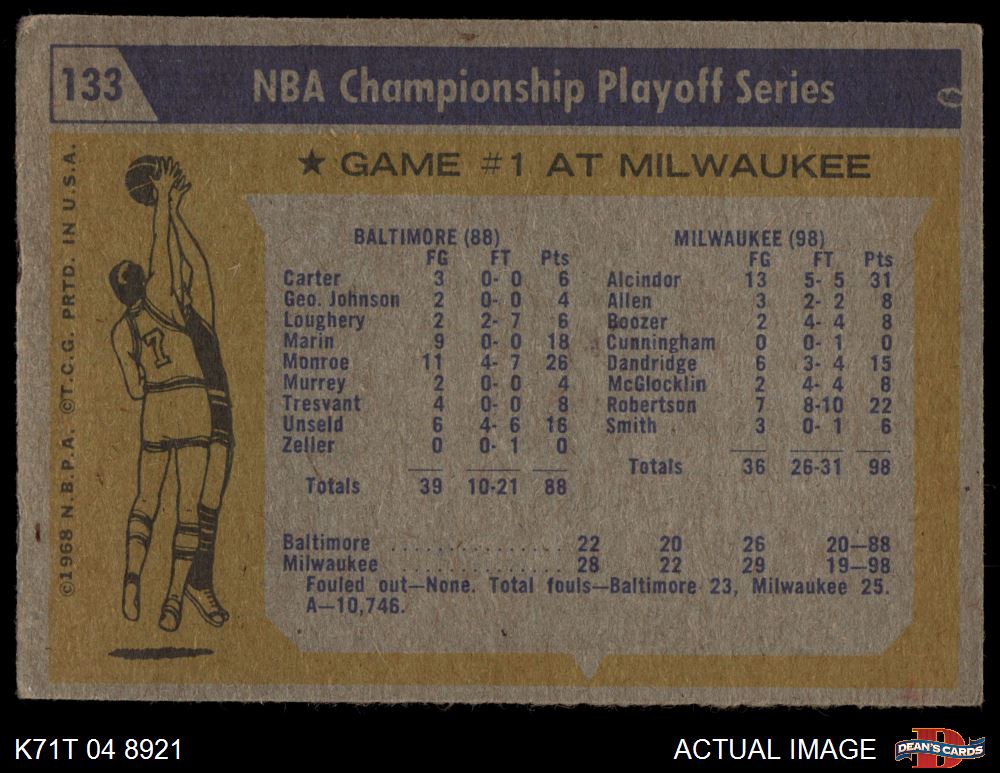 133 NBA Championship Playoff Series
★ GAME #1 AT MILWAUKEE
©1968 N.B.P.A. ©T.C.G. PRTD. IN U.S.A.
7
BALTIMORE (88)
FG FT Pts
Carter 3 0- 0 6
Geo. Johnson 2 0- 0 4
Loughery 2 2- 7 6
Marin 9 0- 0 18
Monroe 11 4- 7 26
Murrey 2 0- 0 4
Tresvant 4 0- 0 8
Unseld 6 4- 6 16
Zeller 0 0- 1 0
Totals 39 10-21 88
MILWAUKEE (98)
FG FT Pts
Alcindor 13 5- 5 31
Allen 3 2- 2 8
Boozer 2 4- 4 8
Cunningham 0 0- 1 0
Dandridge 6 3- 4 15
McGlocklin 2 4- 4 8
Robertson 7 8-10 22
Smith 3 0- 1 6
Totals 36 26-31 98
Baltimore . . . . . . . . . . . . . . . 22 20 26 20—88
Milwaukee . . . . . . . . . . . . . . . 28 22 29 19—98
Fouled out—None. Total fouls—Baltimore 23, Milwaukee 25.
A—10,746.
K71T 04 8921
ACTUAL IMAGE
D
DEAN'S CARDS